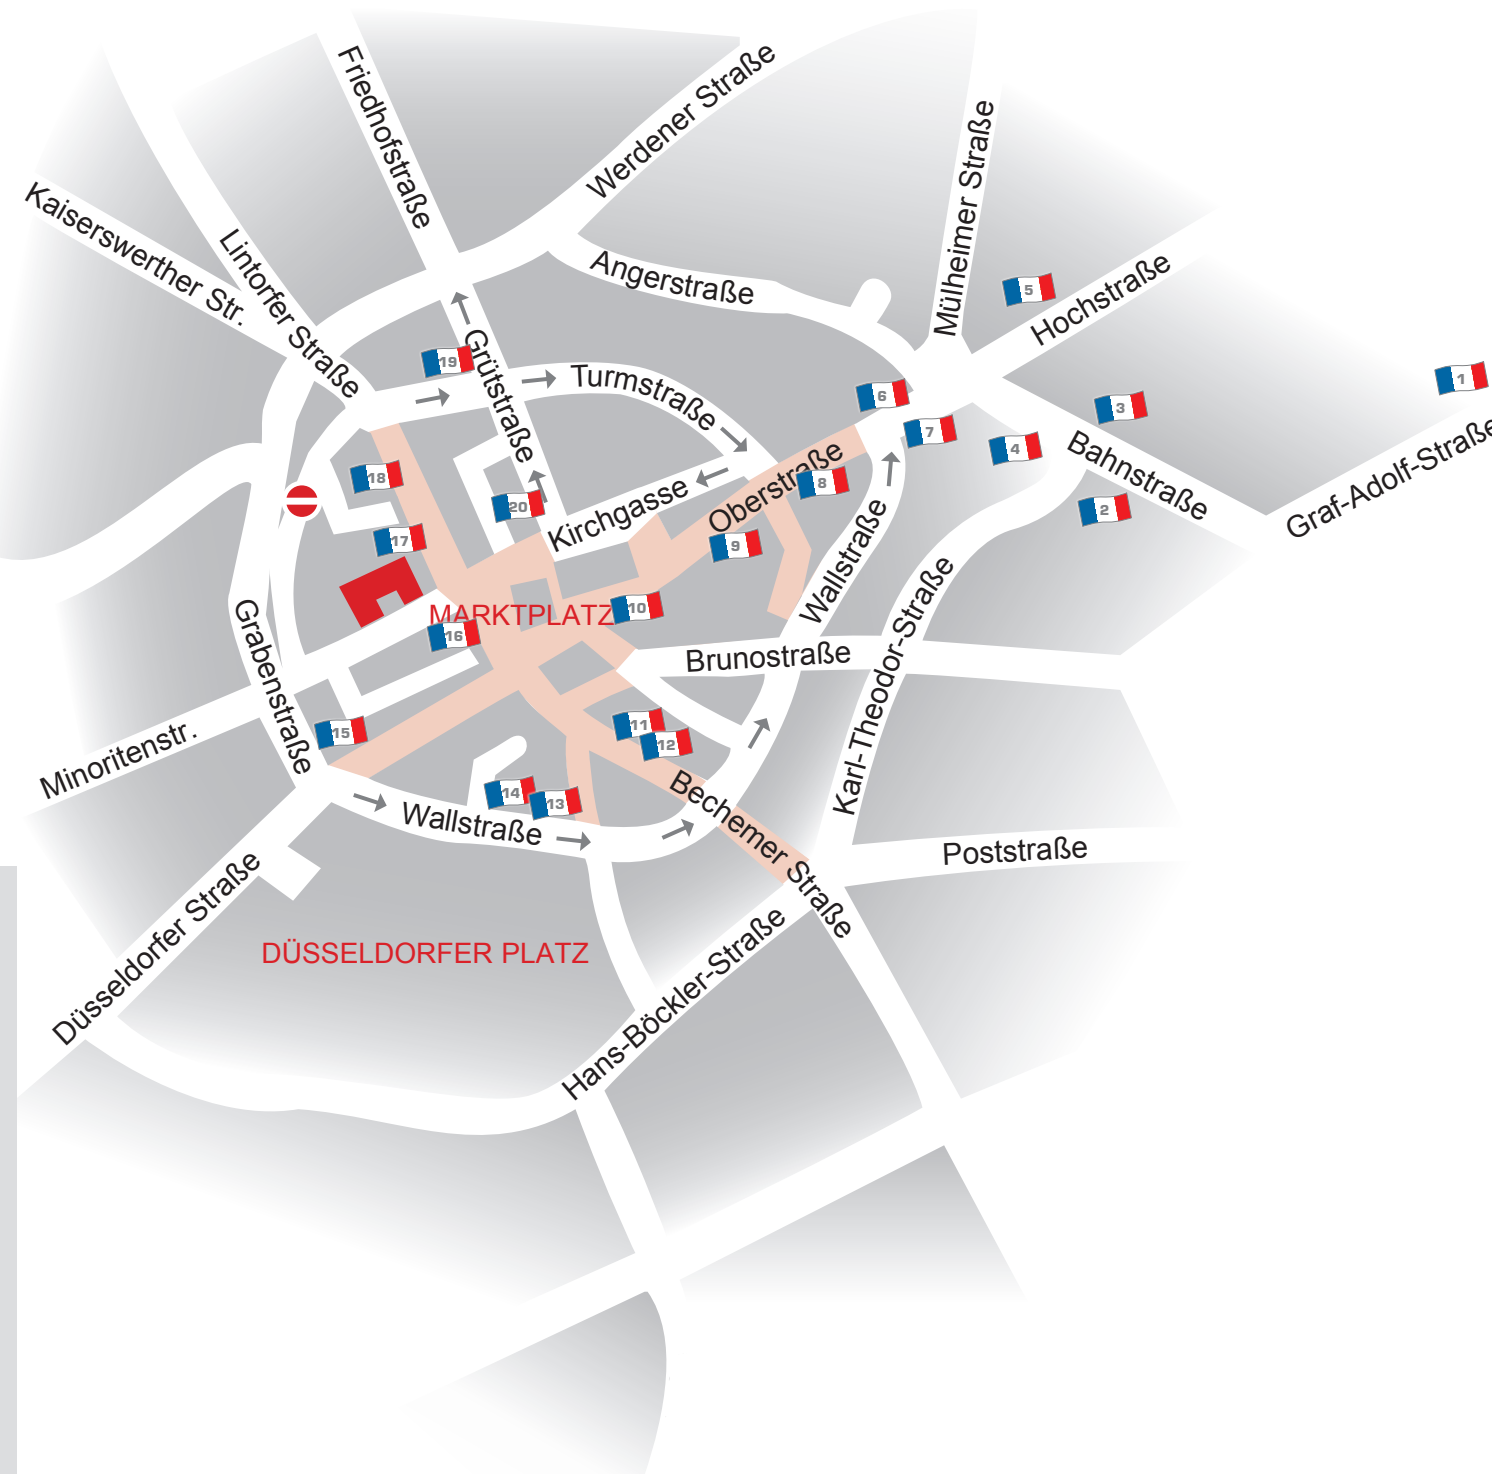 Friedhofstraße
Werdener Straße
Kaiserswerther Str.
Lintorfer Straße
Angerstraße
Mülheimer Straße
Hochstraße
5
19
Grütstraße
Turmstraße
6
7
3
1
4
Bahnstraße
Graf-Adolf-Straße
18
20
Kirchgasse
Oberstraße
8
2
17
9
Wallstraße
MARKTPLATZ
10
16
Grabenstraße
Brunostraße
Karl-Theodor-Straße
Minoritenstr.
15
11
12
14
13
Wallstraße
Bechemer Straße
Poststraße
Düsseldorfer Straße
DÜSSELDORFER PLATZ
Hans-Böckler-Straße